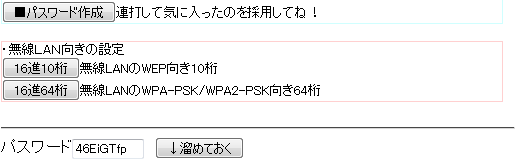 ■パスワード作成 連打して気に入ったのを採用してね！
・無線LAN向きの設定
16進10桁 無線LANのWEP向き10桁
16進64桁 無線LANのWPA-PSK/WPA2-PSK向き64桁
パスワード 46EiGTfp ↓溜めておく